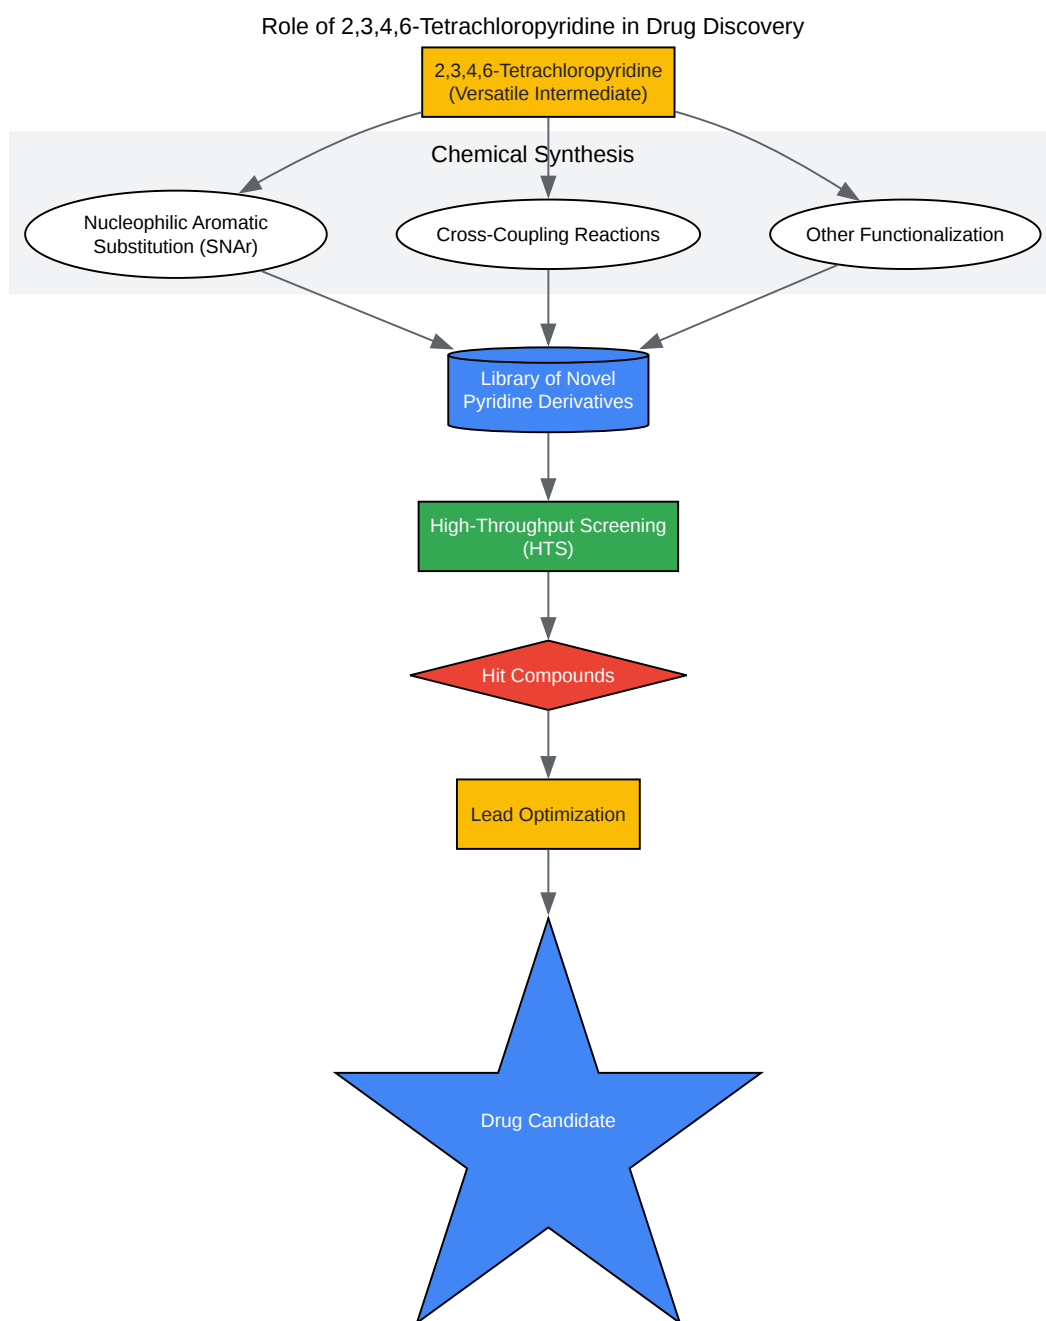 Role of 2,3,4,6-Tetrachloropyridine in Drug Discovery
2,3,4,6-Tetrachloropyridine
(Versatile Intermediate)
Chemical Synthesis
Nucleophilic Aromatic
Substitution (SNAr)
Cross-Coupling Reactions
Other Functionalization
Library of Novel
Pyridine Derivatives
High-Throughput Screening
(HTS)
Hit Compounds
Lead Optimization
Drug Candidate